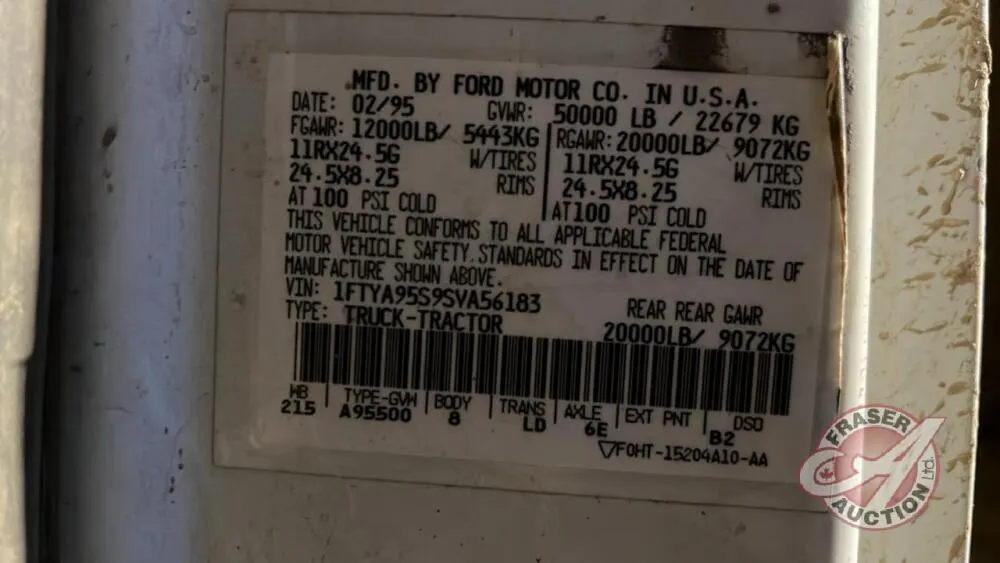 MFD. BY FORD MOTOR CO. IN U.S.A.
DATE: 02/95 GVWR: 50000 LB / 22679 KG
FGAWR: 12000LB/ 5443KG RGAWR: 20000LB/ 9072KG
11RX24.5G W/TIRES 11RX24.5G W/TIRES
24.5X8.25 RIMS 24.5X8.25 RIMS
AT 100 PSI COLD AT 100 PSI COLD
THIS VEHICLE CONFORMS TO ALL APPLICABLE FEDERAL
MOTOR VEHICLE SAFETY STANDARDS IN EFFECT ON THE DATE OF
MANUFACTURE SHOWN ABOVE.
VIN: 1FTYA95S9SVA56183 REAR REAR GAWR
TYPE: TRUCK-TRACTOR 20000LB/ 9072KG
WB TYPE-GVW BODY TRANS AXLE EXT PNT DSO
215 A95500 8 LD 6E B2
F0HT-15204A10-AA
FRASER
AUCTION Ltd.